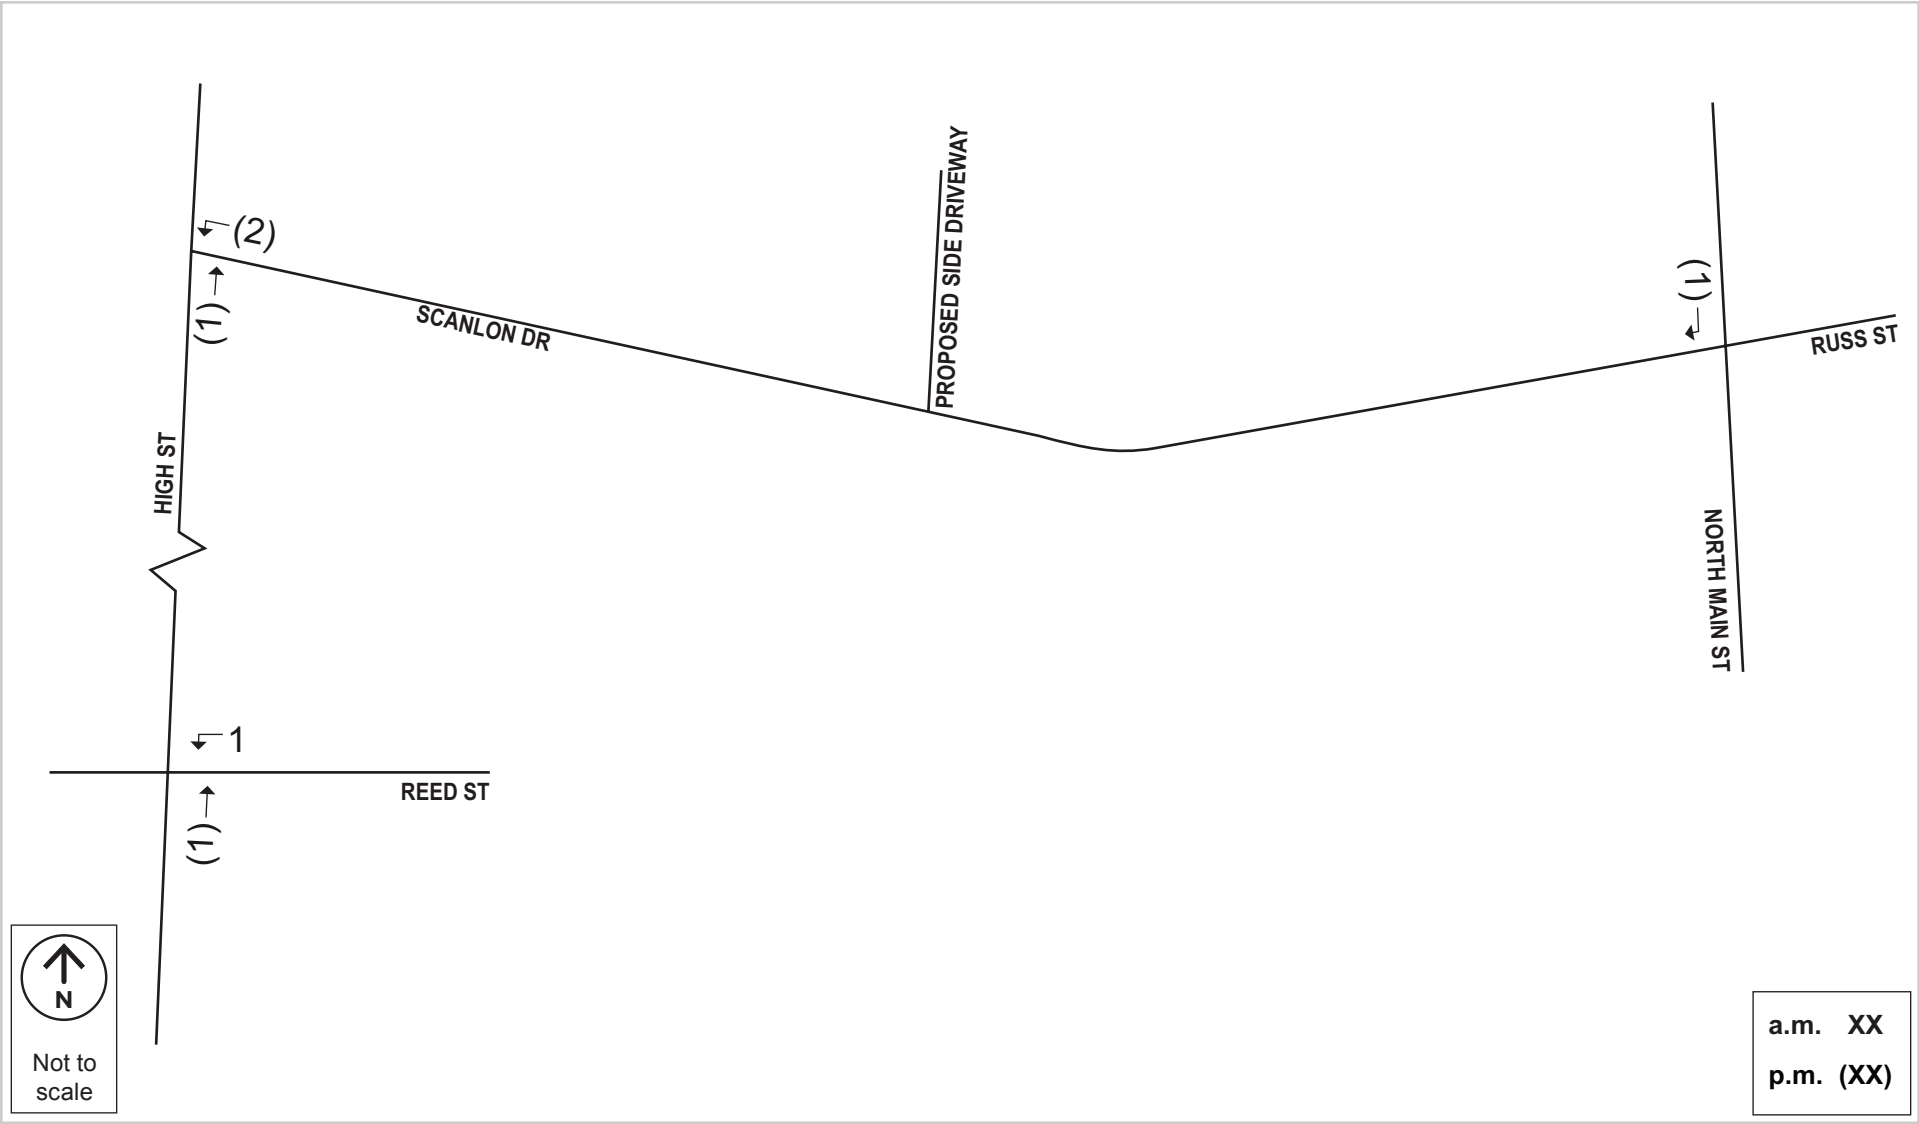 (2)
(1)
SCANLON DR
PROPOSED SIDE DRIVEWAY
(1)
RUSS ST
HIGH ST
NORTH MAIN ST
1
REED ST
(1)
N
Not to
scale
a.m. XX
p.m. (XX)